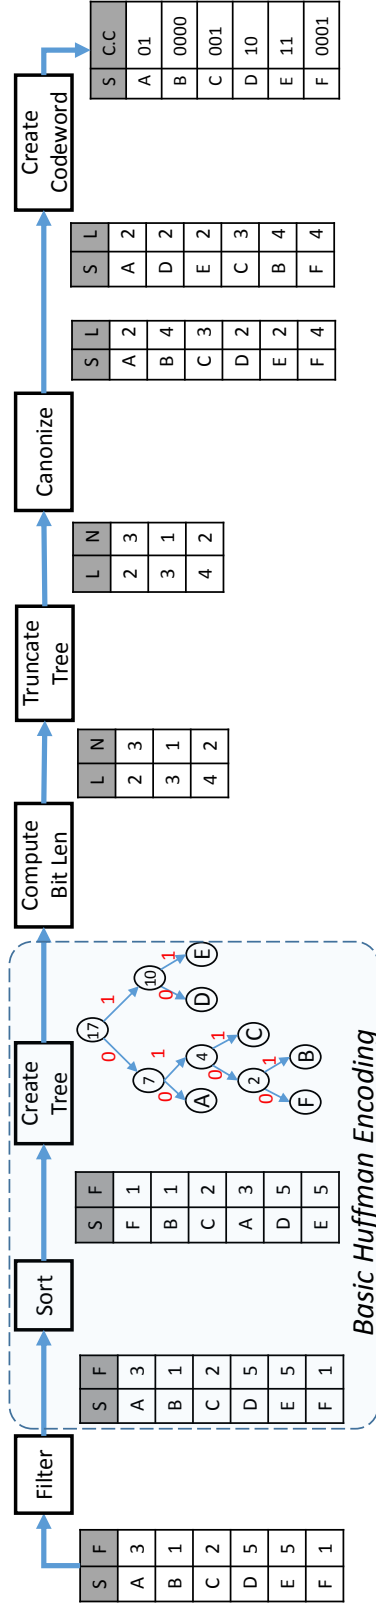 S F
A 3
B 1
C 2
D 5
E 5
F 1
Filter
S F
A 3
B 1
C 2
D 5
E 5
F 1
Sort
S F
F 1
B 1
C 2
A 3
D 5
E 5
Create
Tree
17
0 1
7 10
0 1 0 1
A 4 D E
0 1
2 C
0 1
F B
Basic Huffman Encoding
Compute
Bit Len
L N
2 3
3 1
4 2
Truncate
Tree
L N
2 3
3 1
4 2
Canonize
S L
A 2
B 4
C 3
D 2
E 2
F 4
S L
A 2
D 2
E 2
C 3
B 4
F 4
Create
Codeword
S C.C
A 01
B 0000
C 001
D 10
E 11
F 0001